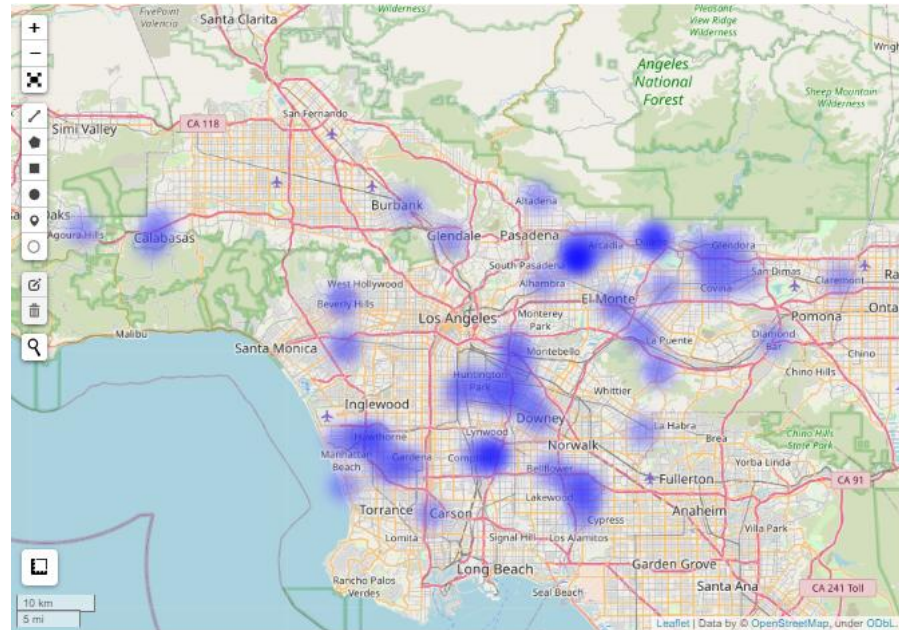 FivePoint
Valencia
Santa Clarita
Wilderness
Pleasant
View Ridge
Wilderness
Wrigh
Angeles
National
Forest
Sheep Mountain
Wilderness
+
−
San Fernando
CA 118
Simi Valley
Burbank
Altadena
Oaks
Agoura Hills
Calabasas
Glendale
Pasadena
Arcadia
Glendora
South Pasadena
San Dimas
Alhambra
Covina
Claremont
West Hollywood
Beverly Hills
El Monte
Los Angeles
Monterey
Park
Pomona
Onta
Malibu
Santa Monica
Montebello
La Puente
Diamond
Bar
Chino
Huntington
Park
Whittier
Chino Hills
Inglewood
Downey
La Habra
Hawthorne
Lynwood
Norwalk
Brea
Chino Hills
State Park
Manhattan
Beach
Gardena
Comp
Bellflower
Yorba Linda
Fullerton
CA 91
Lakewood
Torrance
Carson
Cypress
Anaheim
Villa Park
Lomita
Signal Hill
Los Alamitos
Long Beach
Garden Grove
Rancho Palos
Verdes
Seal Beach
Santa Ana
CA 241 Toll
10 km
5 mi
Leaflet | Data by © OpenStreetMap, under ODbL.